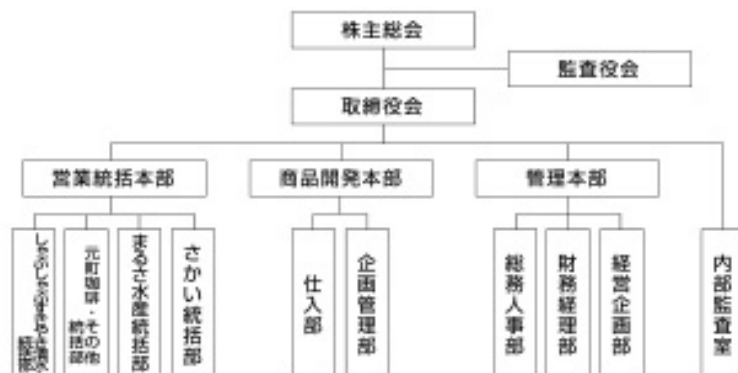 株主総会
監査役会
取締役会
営業統括本部
商品開発本部
管理本部
統括部
元町珈琲・その他
統括部
まるさ水産統括部
さかい統括部
仕入部
企画管理部
総務人事部
財務経理部
経営企画部
内部監査室